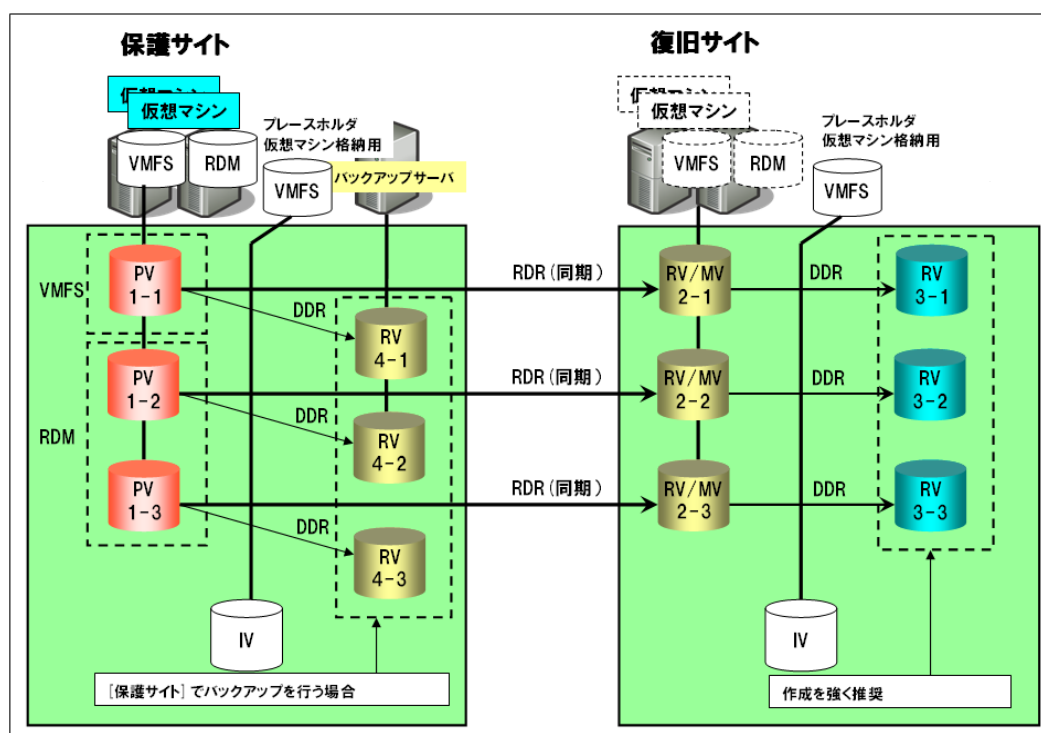 保護サイト
復旧サイト
仮想マシン
仮想マシン
VMFS
RDM
プレースホルダ
仮想マシン格納用
VMFS
バックアップサーバ
仮想マシン
仮想マシン
VMFS
RDM
プレースホルダ
仮想マシン格納用
VMFS
VMFS
PV
1-1
DDR
RV
4-1
RDR(同期)
RV/MV
2-1
DDR
RV
3-1
RDM
PV
1-2
DDR
RV
4-2
RDR(同期)
RV/MV
2-2
DDR
RV
3-2
PV
1-3
DDR
RV
4-3
RDR(同期)
RV/MV
2-3
DDR
RV
3-3
IV
IV
[保護サイト]でバックアップを行う場合
作成を強く推奨